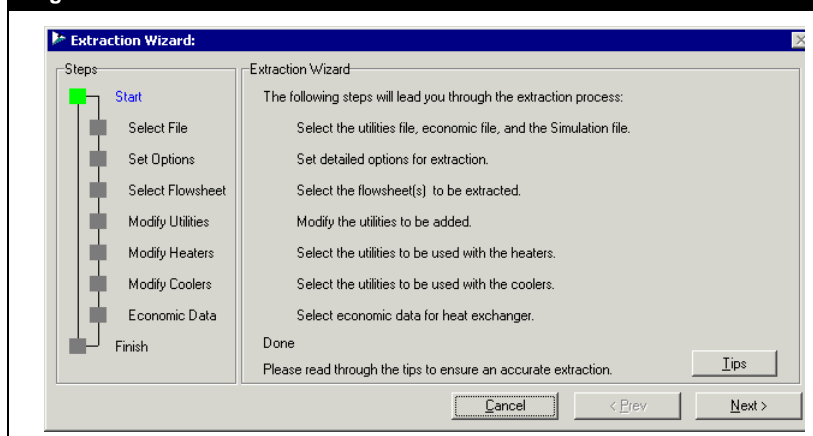 Extraction Wizard:
Steps
Start
Select File
Set Options
Select Flowsheet
Modify Utilities
Modify Heaters
Modify Coolers
Economic Data
Finish
Extraction Wizard
The following steps will lead you through the extraction process:
Select the utilities file, economic file, and the Simulation file.
Set detailed options for extraction.
Select the flowsheet(s) to be extracted.
Modify the utilities to be added.
Select the utilities to be used with the heaters.
Select the utilities to be used with the coolers.
Select economic data for heat exchanger.
Done
Please read through the tips to ensure an accurate extraction.
Tips
Cancel
< Prev
Next >